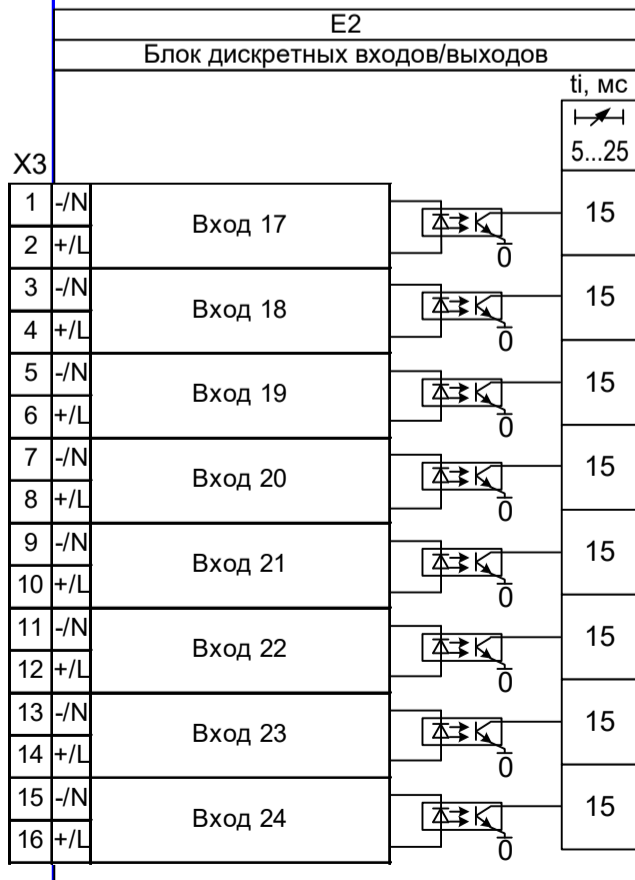 E2
Блок дискретных входов/выходов
ti, мс
5...25
X3
1 -/N Вход 17 0 15
2 +/L
3 -/N Вход 18 0 15
4 +/L
5 -/N Вход 19 0 15
6 +/L
7 -/N Вход 20 0 15
8 +/L
9 -/N Вход 21 0 15
10 +/L
11 -/N Вход 22 0 15
12 +/L
13 -/N Вход 23 0 15
14 +/L
15 -/N Вход 24 0 15
16 +/L